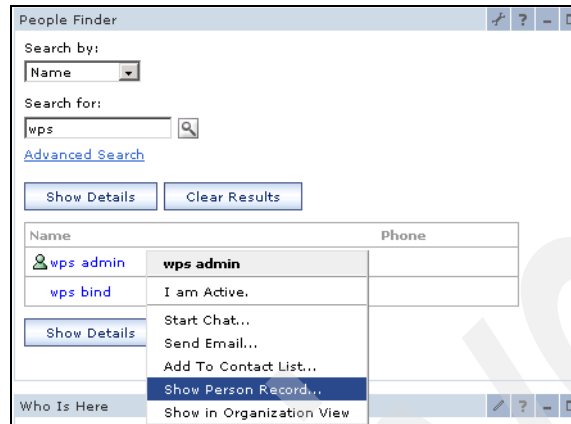 People Finder ? –
Search by:
Name
Search for:
wps
Advanced Search
Show Details Clear Results
Name Phone
wps admin
wps bind
Show Details
wps admin
I am Active.
Start Chat...
Send Email...
Add To Contact List...
Show Person Record...
Show in Organization View
Who Is Here ? –